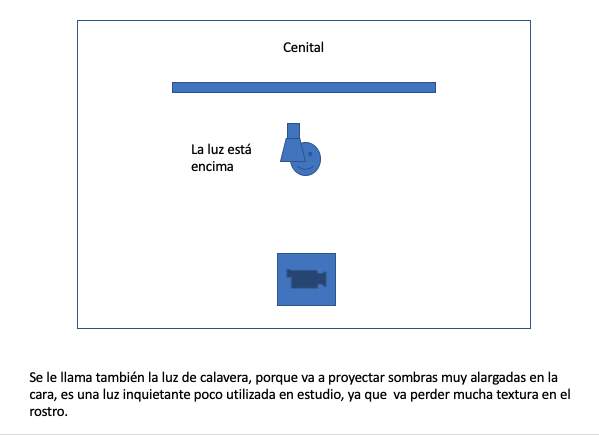 Cenital
La luz está
encima
Se le llama también la luz de calavera, porque va a proyectar sombras muy alargadas en la
cara, es una luz inquietante poco utilizada en estudio, ya que  va perder mucha textura en el
rostro.